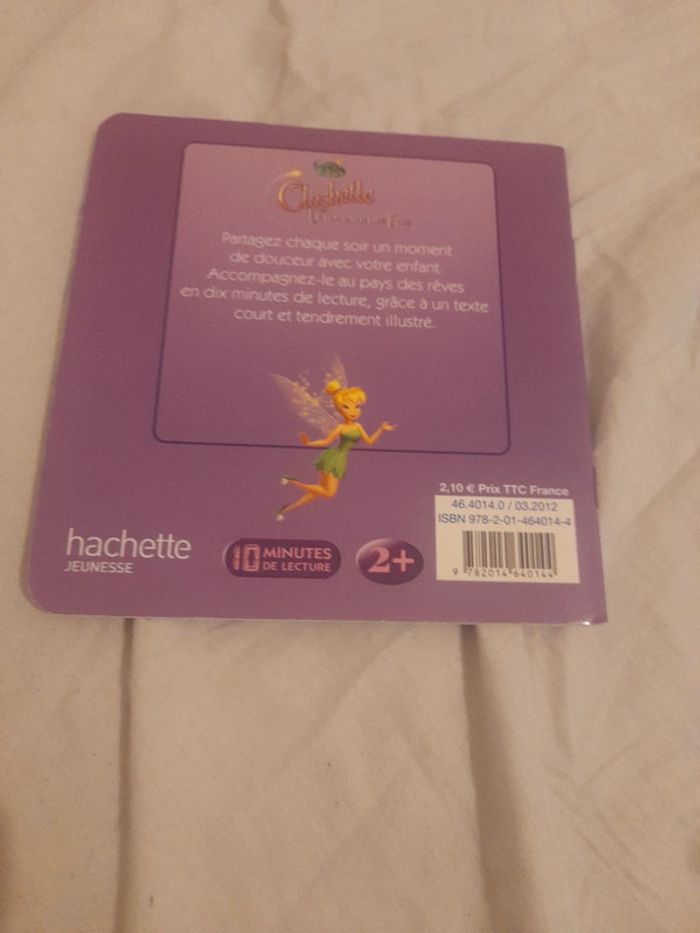 Clochette
Partagez chaque soir un moment
de douceur avec votre enfant.
Accompagnez-le au pays des rêves
en dix minutes de lecture, grâce à un texte
court et tendrement illustré.
2,10 € Prix TTC France
46.4014.0 / 03.2012
ISBN 978-2-01-464014-4
9 782014 640144
hachette
JEUNESSE
10 MINUTES
DE LECTURE
2+